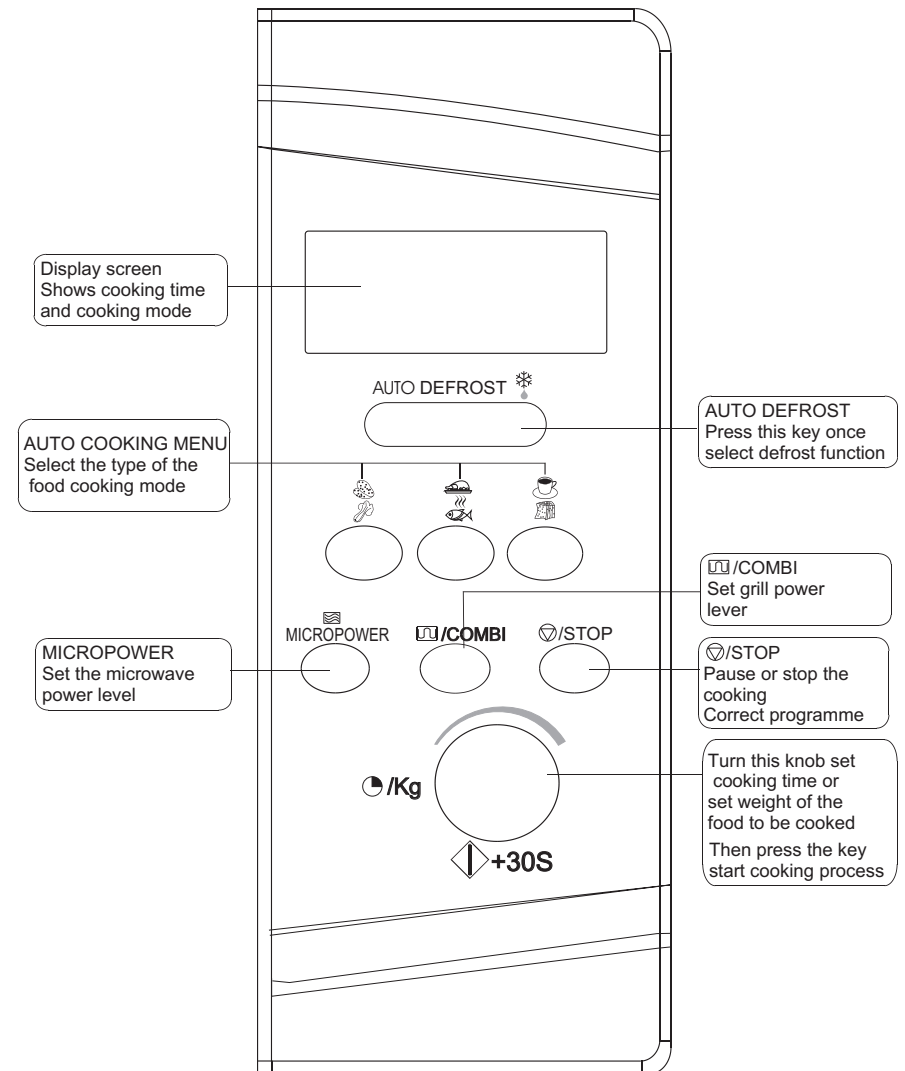 Display screen
Shows cooking time
and cooking mode
AUTO DEFROST
AUTO DEFROST
Press this key once
select defrost function
AUTO COOKING MENU
Select the type of the
food cooking mode
/COMBI
Set grill power
lever
MICROPOWER
/COMBI
/STOP
MICROPOWER
Set the microwave
power level
/STOP
Pause or stop the
cooking
Correct programme
/Kg
Turn this knob set
cooking time or
set weight of the
food to be cooked
Then press the key
start cooking process
+30S